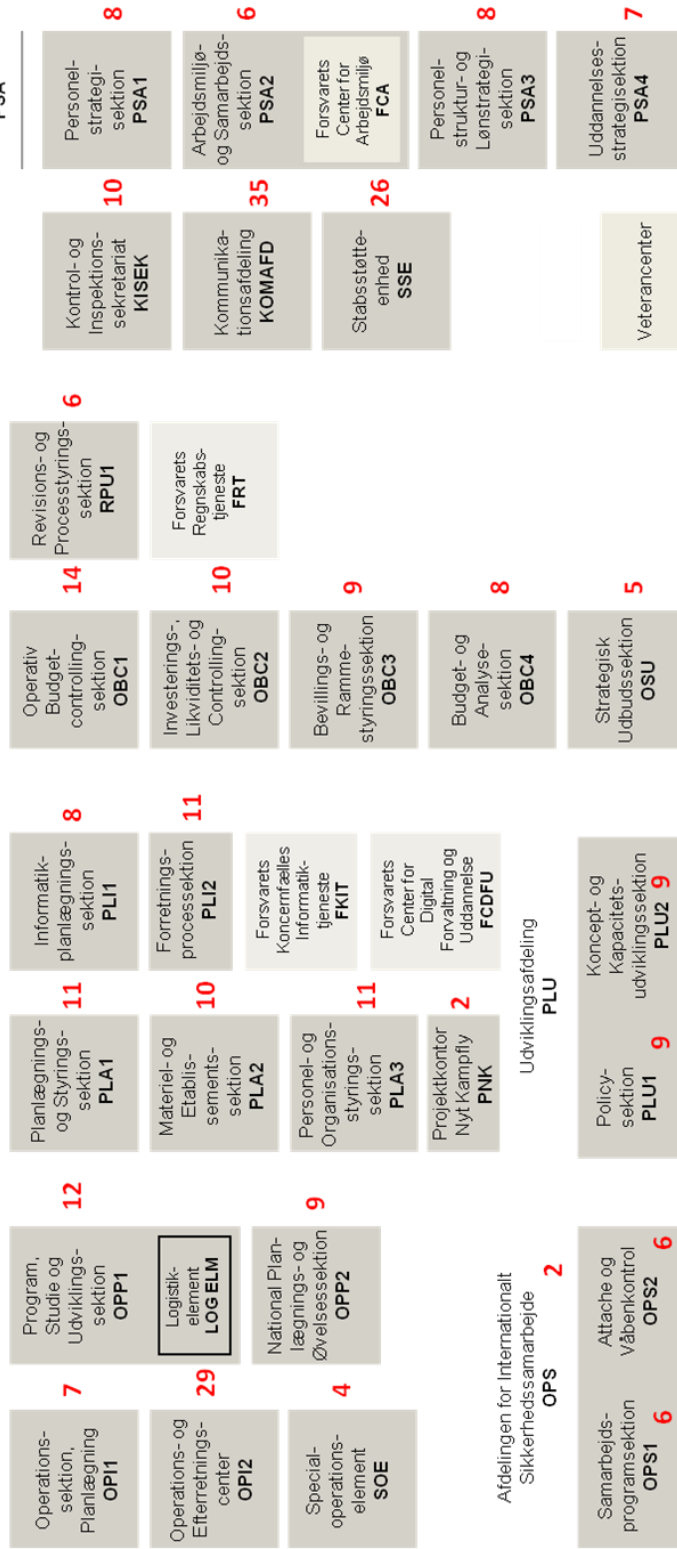 Operations-
sektion,
Planlægning
OPI1
7
Operations- og
Efterretnings-
center
OPI2
29
Special-
operations-
element
SOE
4
Program,
Studie og
Udviklings-
sektion
OPP1
12
Logistik-
element
LOG ELM
National Plan-
lægnings- og
Øvelsessektion
OPP2
9
Afdelingen for Internationalt
Sikkerhedssamarbejde
OPS
2
Samarbejds-
programsektion
OPS1
6
Attache og
Våbenkontrol
OPS2
6
Planlægnings-
og Styrings-
sektion
PLA1
11
Materiel- og
Etablis-
sements-
sektion
PLA2
10
Personel- og
Organisations-
styrings-
sektion
PLA3
11
Projektkontor
Nyt Kampfly
PNK
2
Informatik-
planlægnings-
sektion
PLI1
8
Forretnings-
processektion
PLI2
11
Forsvarets
Koncernfælles
Informatik-
tjeneste
FKIT
Forsvarets
Center for
Digital
Forvaltning og
Uddannelse
FCDFU
Udviklingsafdeling
PLU
Policy-
sektion
PLU1
9
Koncept- og
Kapacitets-
udviklingssektion
PLU2
9
Operativ
Budget-
controlling-
sektion
OBC1
14
Investerings-,
Likviditets- og
Controlling-
sektion
OBC2
10
Bevillings- og
Ramme-
styringssektion
OBC3
9
Budget- og
Analyse-
sektion
OBC4
8
Strategisk
Udbudssektion
OSU
5
Revisions- og
Processtyrings-
sektion
RPU1
6
Forsvarets
Regnskabs-
tjeneste
FRT
Kontrol- og
Inspektions-
sekretariat
KISEK
10
Kommunika-
tionsafdeling
KOMAFD
35
Stabsstøtte-
enhed
SSE
26
Veterancenter
Personel-
strategi-
sektion
PSA1
8
Arbejdsmiljø-
og Samarbejds-
sektion
PSA2
6
Forsvarets
Center for
Arbejdsmiljø
FCA
Personel-
struktur- og
Lønstrategi-
sektion
PSA3
8
Uddannelses-
strategisektion
PSA4
7